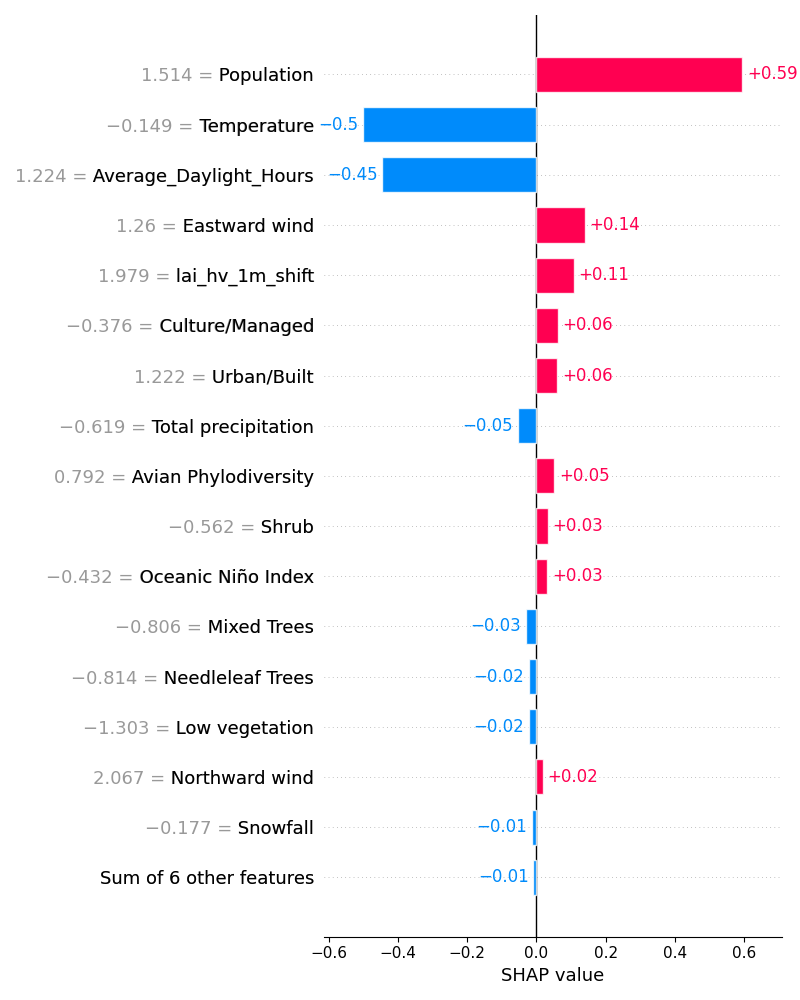 1.514 = Population +0.59
−0.149 = Temperature −0.5
1.224 = Average_Daylight_Hours −0.45
1.26 = Eastward wind +0.14
1.979 = lai_hv_1m_shift +0.11
−0.376 = Culture/Managed +0.06
1.222 = Urban/Built +0.06
−0.619 = Total precipitation −0.05
0.792 = Avian Phylodiversity +0.05
−0.562 = Shrub +0.03
−0.432 = Oceanic Niño Index +0.03
−0.806 = Mixed Trees −0.03
−0.814 = Needleleaf Trees −0.02
−1.303 = Low vegetation −0.02
2.067 = Northward wind +0.02
−0.177 = Snowfall −0.01
Sum of 6 other features −0.01
−0.6 −0.4 −0.2 0.0 0.2 0.4 0.6
SHAP value